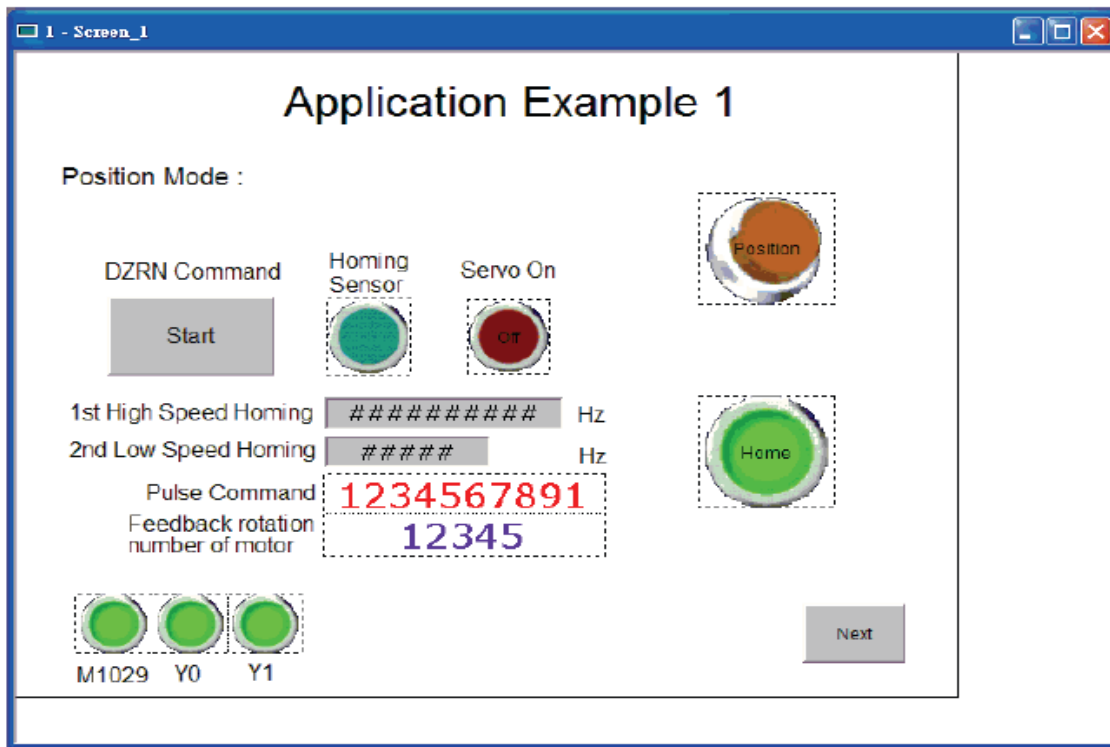 1 - Screen_1
Application Example 1
Position Mode :
Position
DZRN Command
Homing
Sensor
Servo On
Start
Off
1st High Speed Homing ########## Hz
2nd Low Speed Homing ##### Hz
Home
Pulse Command 1234567891
Feedback rotation
number of motor
12345
Next
M1029 Y0 Y1